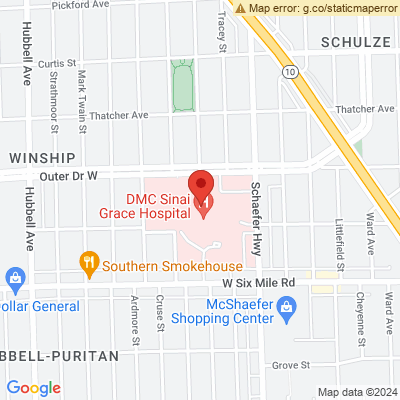 Pickford Ave
Map error: g.co/staticmaperror
Hubbell Ave
Tracey St
SCHULZE
Curtis St
Strathmoor St
Mark Twain St
10
Thatcher Ave
Thatcher Ave
WINSHIP
Outer Dr W
DMC Sinai
Grace Hospital
Schaefer Hwy
Hubbell Ave
Littlefield St
Ward Ave
Southern Smokehouse
W Six Mile Rd
Dollar General
Ardmore St
Cruse St
McShaefer
Shopping Center
Cheyenne St
Ward Ave
BBELL-PURITAN
Grove St
Google
Map data ©2024